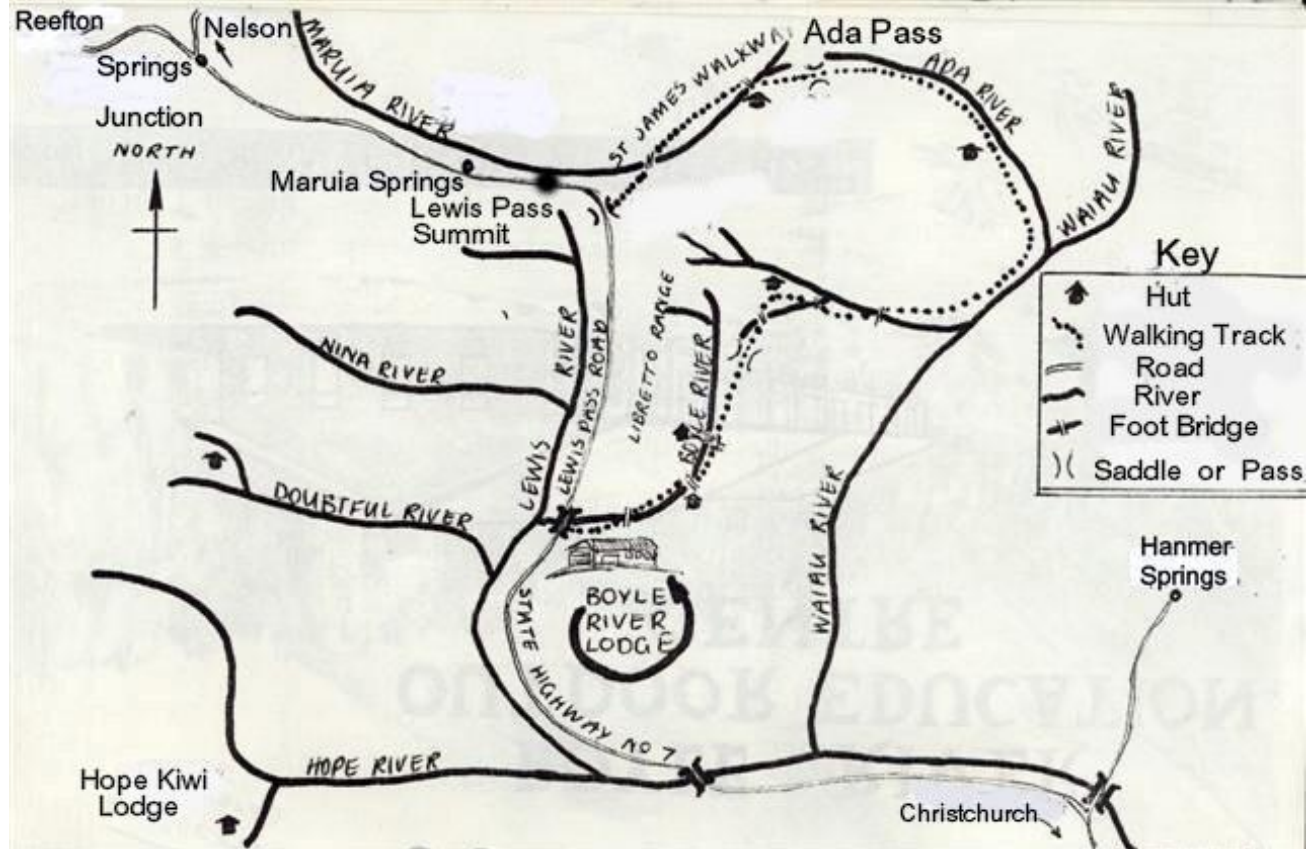 Reefton
Nelson
Springs
Junction
NORTH
MARUIA RIVER
Maruia Springs
Lewis Pass
Summit
ST JAMES WALKWAY
Ada Pass
ADA RIVER
WAIAU RIVER
Key
Hut
Walking Track
Road
River
Foot Bridge
Saddle or Pass
NINA RIVER
LEWIS RIVER
LEWIS PASS ROAD
LIBRETTO RANGE
BOYLE RIVER
DOUBTFUL RIVER
WAIAU RIVER
Hanmer
Springs
BOYLE
RIVER
LODGE
STATE HIGHWAY NO 7
HOPE RIVER
Hope Kiwi
Lodge
Christchurch